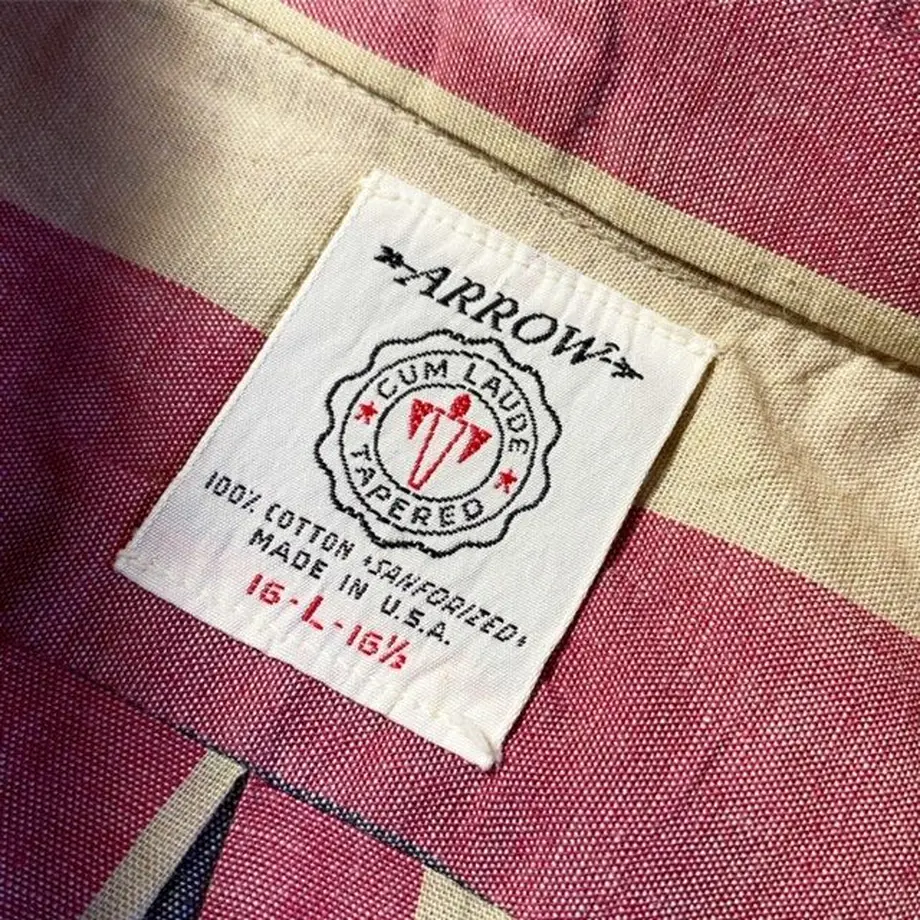 ARROW
CUM LAUDE
TAPERED
100% COTTON "SANFORIZED"
MADE IN U.S.A.
16-L-16½